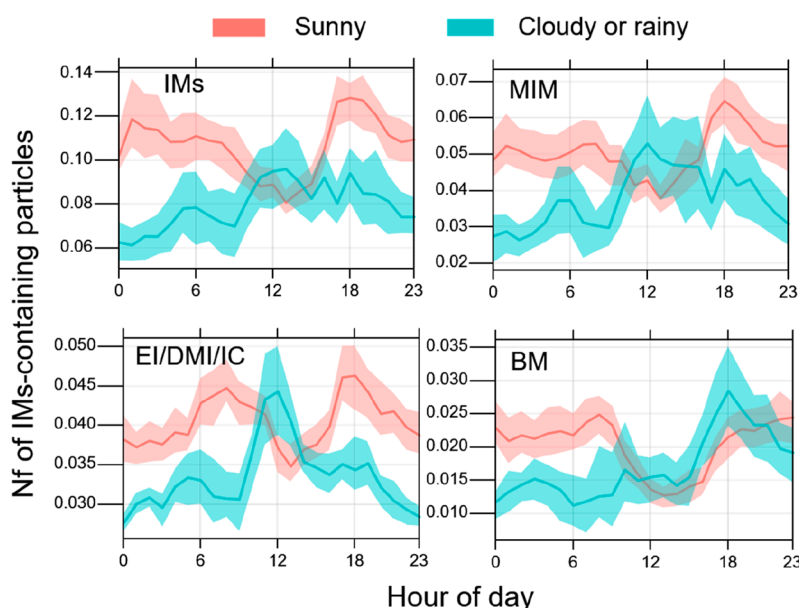 Sunny Cloudy or rainy
Nf of IMs-containing particles
IMs
0.14
0.12
0.10
0.08
0.06
0 6 12 18 23
MIM
0.07
0.06
0.05
0.04
0.03
0.02
0 6 12 18 23
EI/DMI/IC
0.050
0.045
0.040
0.035
0.030
0 6 12 18 23
BM
0.035
0.030
0.025
0.020
0.015
0.010
0 6 12 18 23
Hour of day